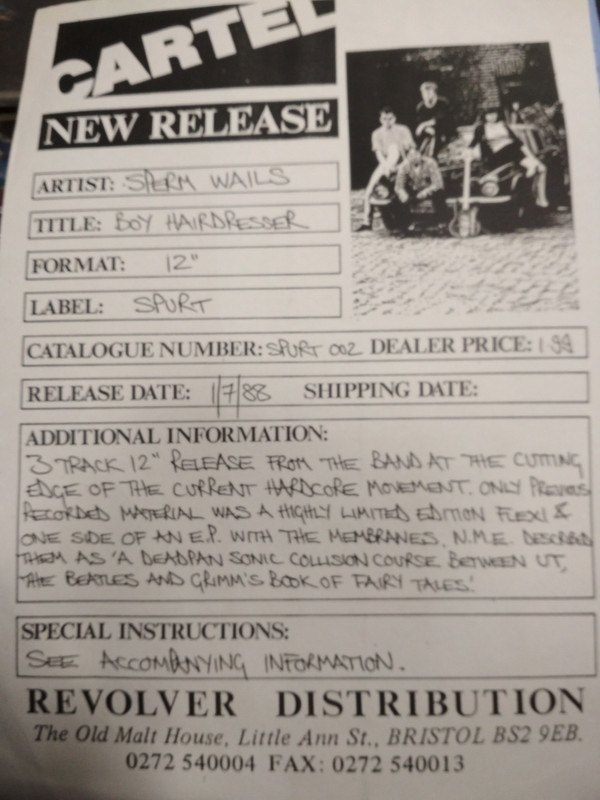 CARTEL
NEW RELEASE
ARTIST: SPERM WAILS
TITLE: BOY HAIRDRESSER
FORMAT: 12"
LABEL: SPURT
CATALOGUE NUMBER: SPURT 002 DEALER PRICE: 1.99
RELEASE DATE: 1/7/88 SHIPPING DATE:
ADDITIONAL INFORMATION:
3 TRACK 12" RELEASE FROM THE BAND AT THE CUTTING
EDGE OF THE CURRENT HARDCORE MOVEMENT. ONLY PREVIOUS
RECORDED MATERIAL WAS A HIGHLY LIMITED EDITION FLEXI &
ONE SIDE OF AN E.P. WITH THE MEMBRANES. N.M.E. DESCRIBED
THEM AS 'A DEADPAN SONIC COLLISION COURSE BETWEEN UT,
THE BEATLES AND GRIMM'S BOOK OF FAIRY TALES.'
SPECIAL INSTRUCTIONS:
SEE ACCOMPANYING INFORMATION.
REVOLVER DISTRIBUTION
The Old Malt House, Little Ann St., BRISTOL BS2 9EB.
0272 540004 FAX: 0272 540013